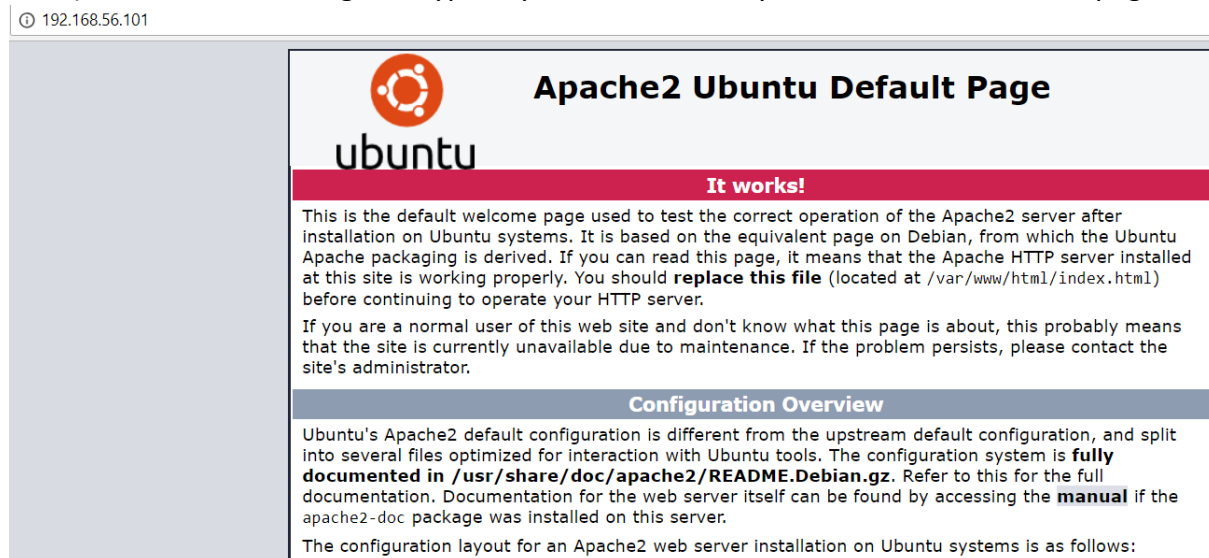 192.168.56.101
Apache2 Ubuntu Default Page
ubuntu
It works!
This is the default welcome page used to test the correct operation of the Apache2 server after
installation on Ubuntu systems. It is based on the equivalent page on Debian, from which the Ubuntu
Apache packaging is derived. If you can read this page, it means that the Apache HTTP server installed
at this site is working properly. You should replace this file (located at /var/www/html/index.html)
before continuing to operate your HTTP server.
If you are a normal user of this web site and don't know what this page is about, this probably means
that the site is currently unavailable due to maintenance. If the problem persists, please contact the
site's administrator.
Configuration Overview
Ubuntu's Apache2 default configuration is different from the upstream default configuration, and split
into several files optimized for interaction with Ubuntu tools. The configuration system is fully
documented in /usr/share/doc/apache2/README.Debian.gz. Refer to this for the full
documentation. Documentation for the web server itself can be found by accessing the manual if the
apache2-doc package was installed on this server.
The configuration layout for an Apache2 web server installation on Ubuntu systems is as follows: